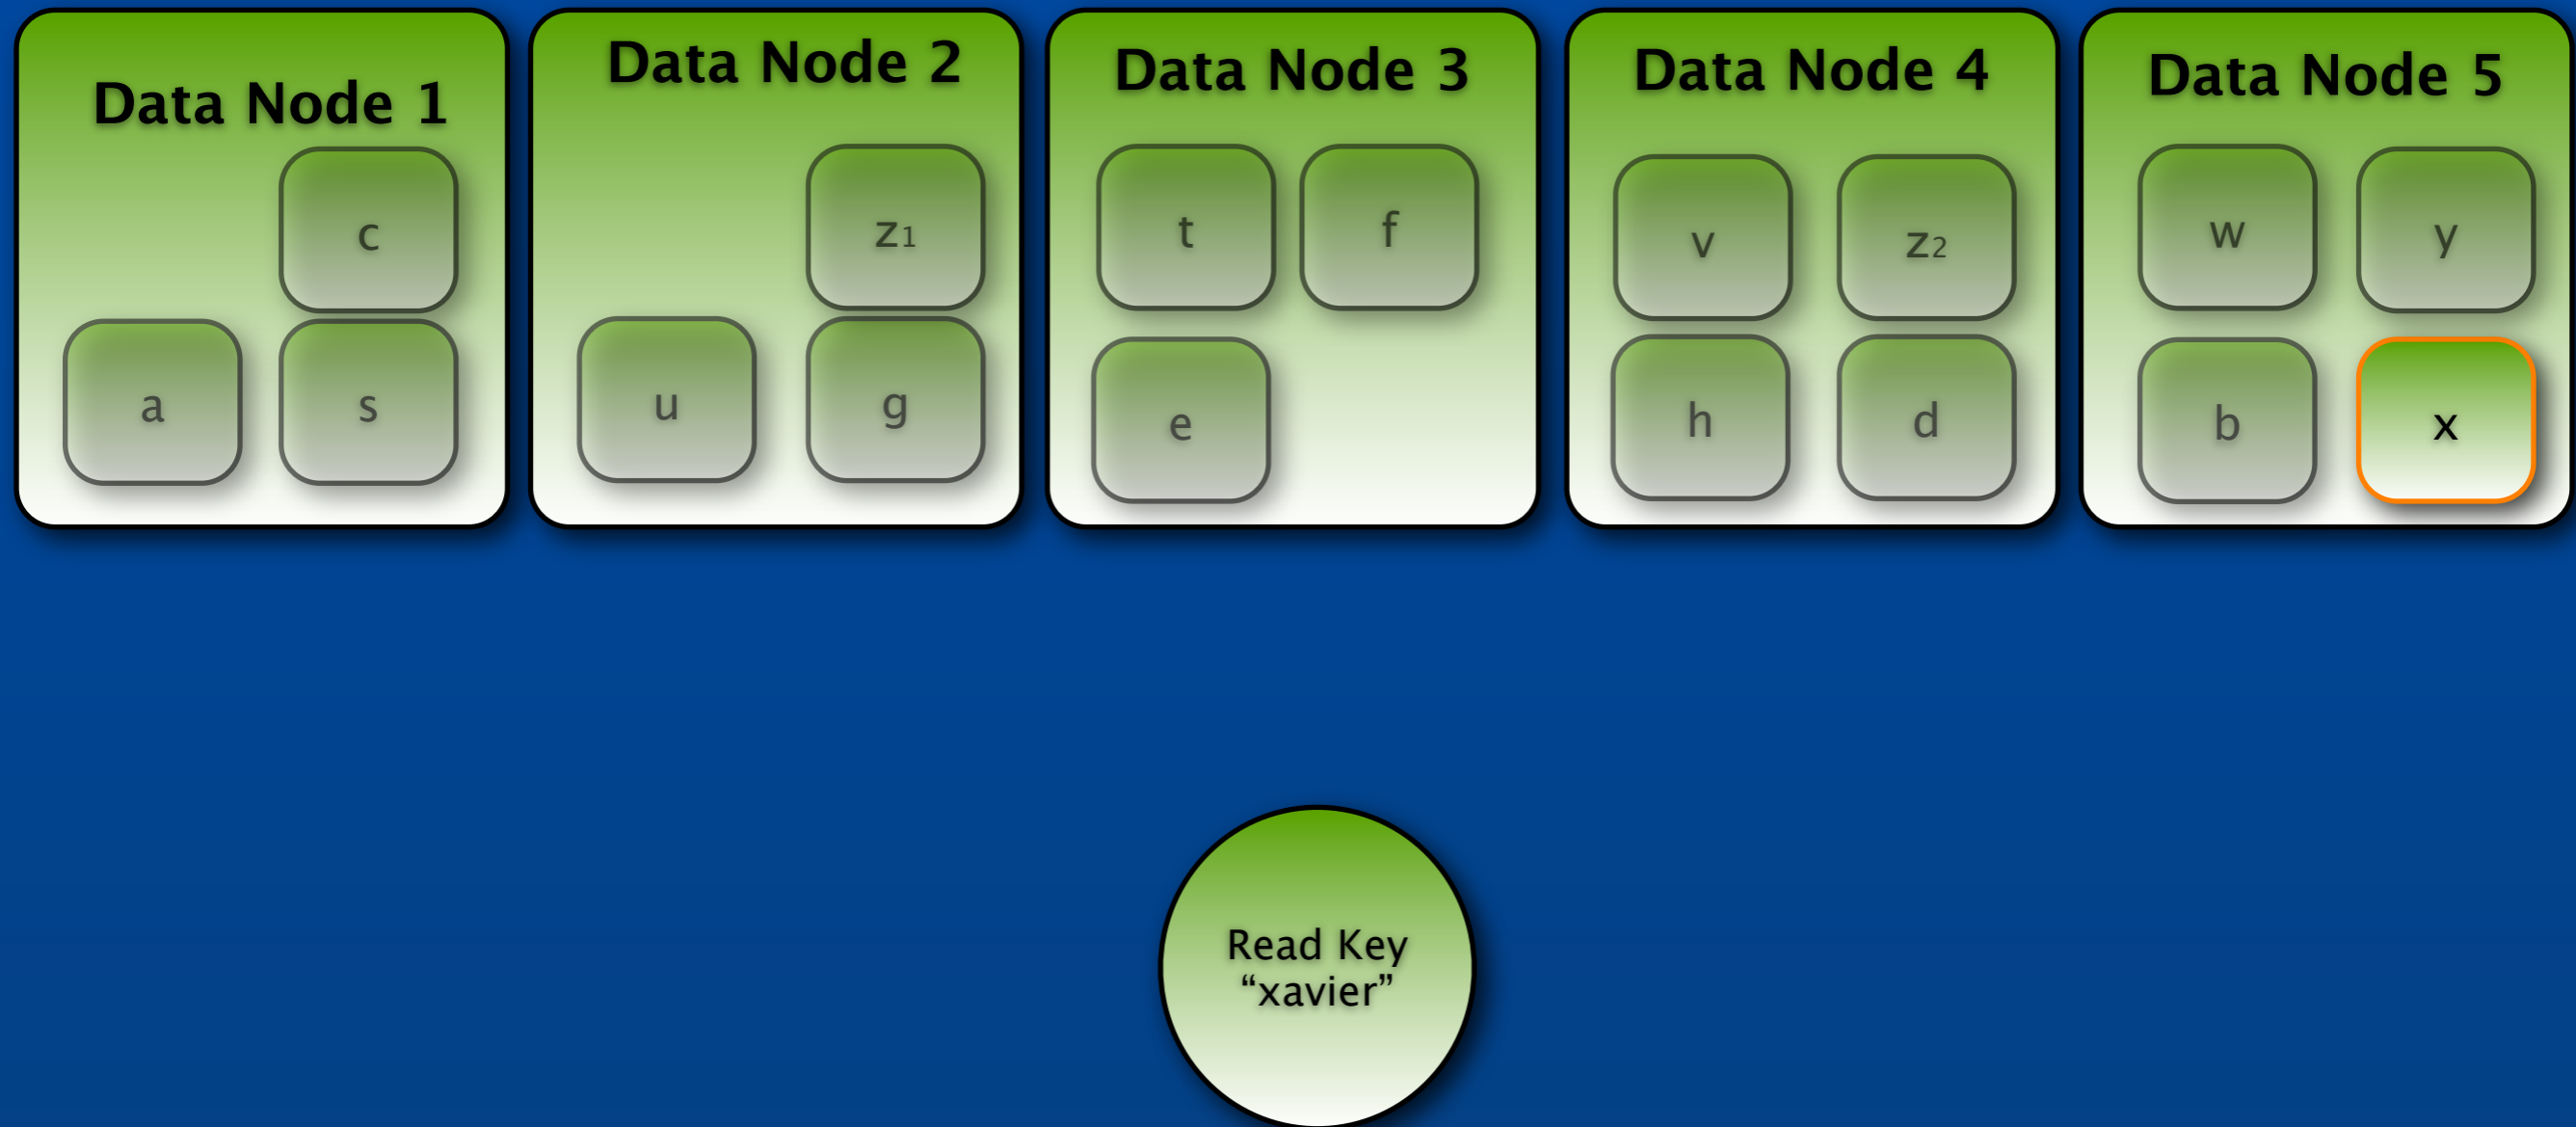 Data Node 1
c
a
s
Data Node 2
z1
u
g
Data Node 3
t
f
e
Data Node 4
v
z2
h
d
Data Node 5
w
y
b
x
Read Key
“xavier”